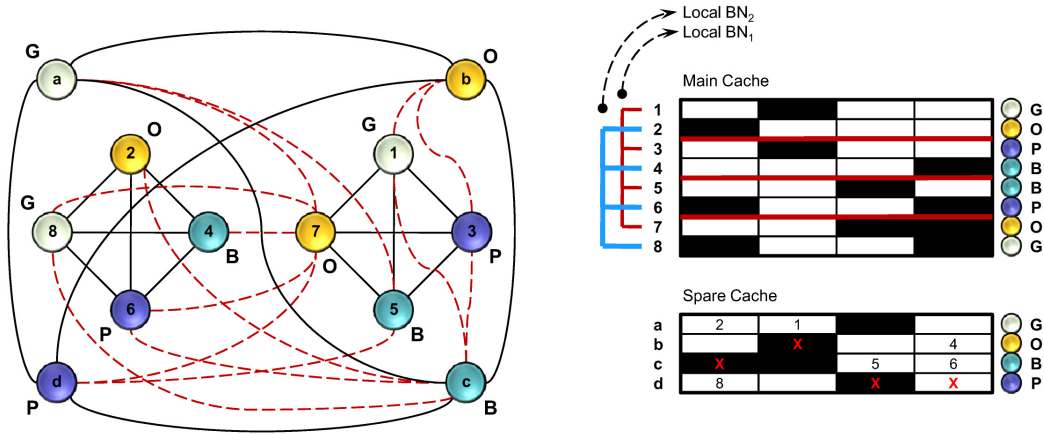 Local BN2
Local BN1
G
a
O
b
O
2
G
1
G
8
4
B
7
O
3
P
6
P
5
B
d
P
c
B
Main Cache
1 G
2 O
3 P
4 B
5 B
6 P
7 O
8 G
Spare Cache
a 2 1 G
b X 4 O
c X 5 6 B
d 8 X X P